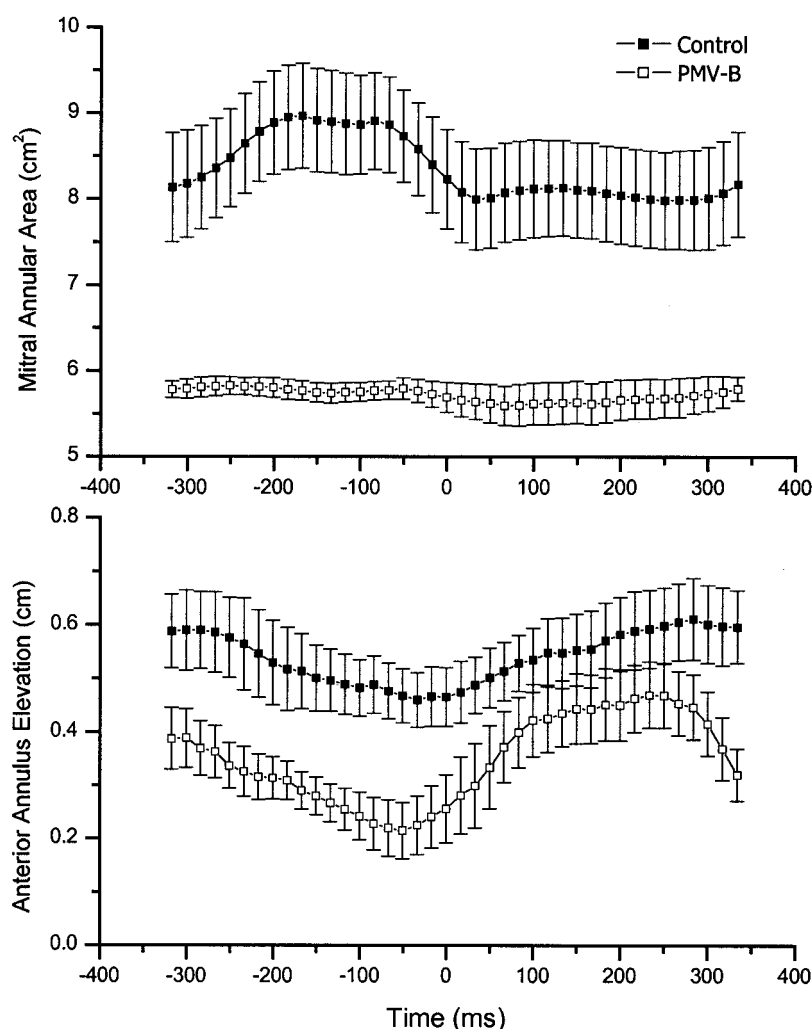 10
Control
PMV-B
9
8
7
6
5
Mitral Annular Area (cm²)
-400 -300 -200 -100 0 100 200 300 400
0.8
0.6
0.4
0.2
0.0
Anterior Annulus Elevation (cm)
-400 -300 -200 -100 0 100 200 300 400
Time (ms)